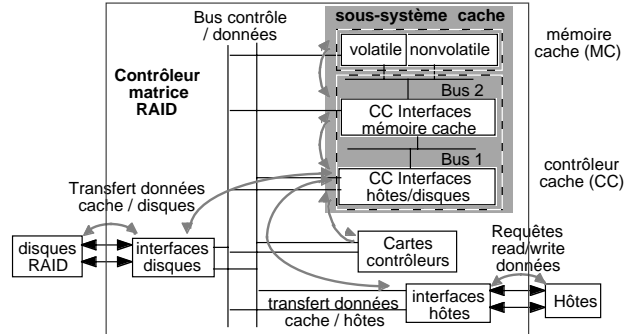 Bus contrôle
/ données
sous-système cache
volatile
nonvolatile
mémoire
cache (MC)
Contrôleur
matrice
RAID
Bus 2
CC Interfaces
mémoire cache
Bus 1
CC Interfaces
hôtes/disques
contrôleur
cache (CC)
Transfert données
cache / disques
disques
RAID
interfaces
disques
Cartes
contrôleurs
Requêtes
read/write
données
transfert données
cache / hôtes
interfaces
hôtes
Hôtes